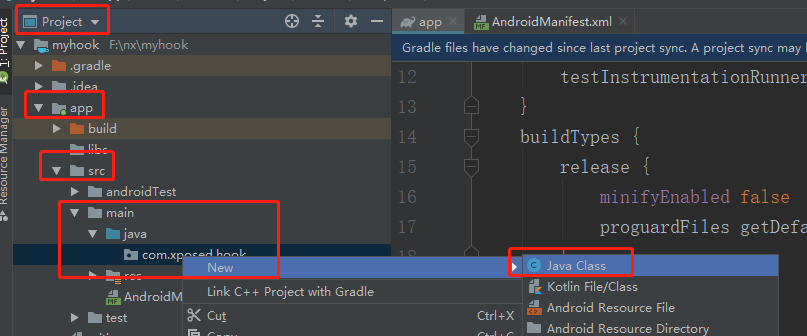 Project
1: Project
Resource Manager
myhook F:\nx\myhook
.gradle
.idea
app
build
libs
src
androidTest
main
java
com.xposed.hook
res
AndroidM
test
app
AndroidManifest.xml
Gradle files have changed since last project sync. A project sync may
12 testInstrumentationRunner
13 }
14 buildTypes {
15 release {
16 minifyEnabled false
17 proguardFiles getDefa
18
New
Link C++ Project with Gradle
Cut Ctrl+X
Copy
Java Class
Kotlin File/Class
Android Resource File
Android Resource Directory